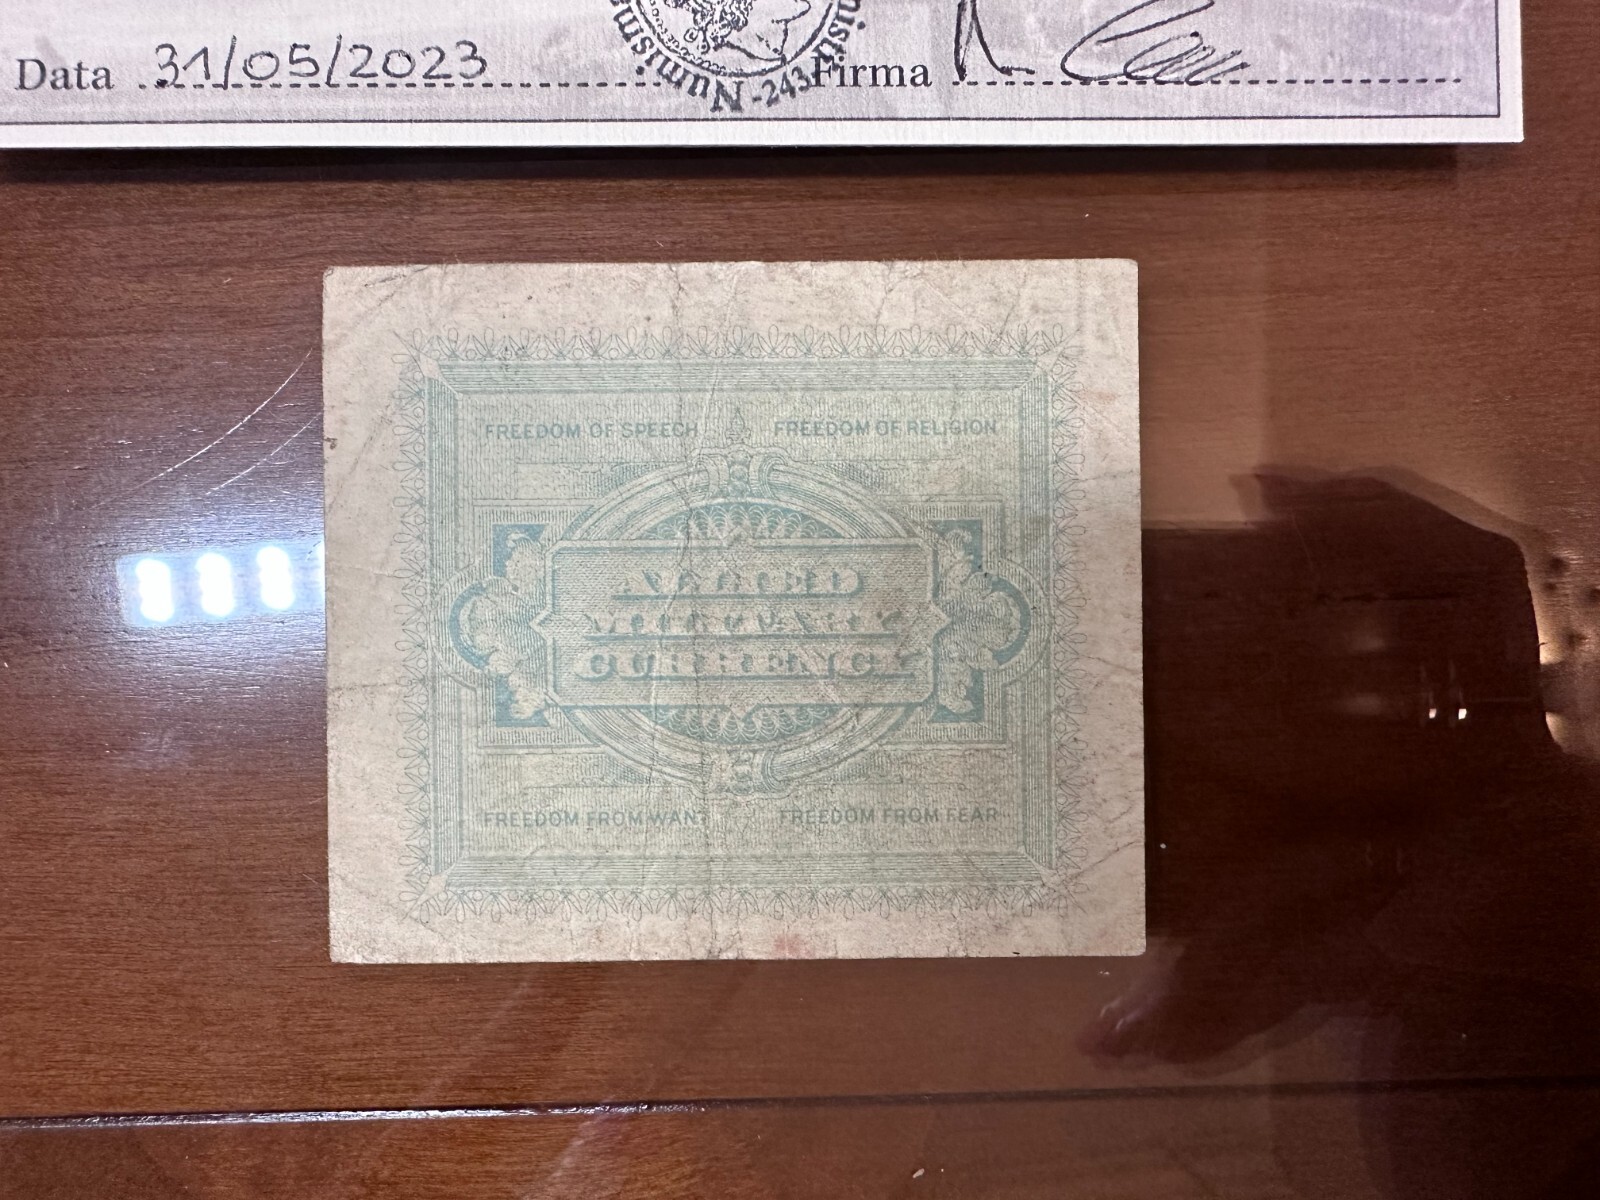 Data 31/05/2023 Firma
Numism
-243
FREEDOM OF SPEECH FREEDOM OF RELIGION
ALLIED
MILITARY
CURRENCY
FREEDOM FROM WANT FREEDOM FROM FEAR